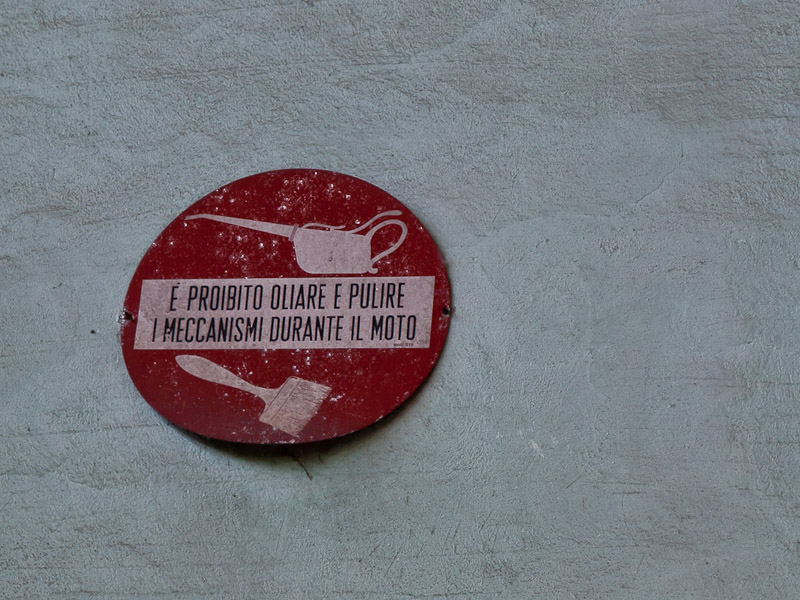 È PROIBITO OLIARE E PULIRE
I MECCANISMI DURANTE IL MOTO